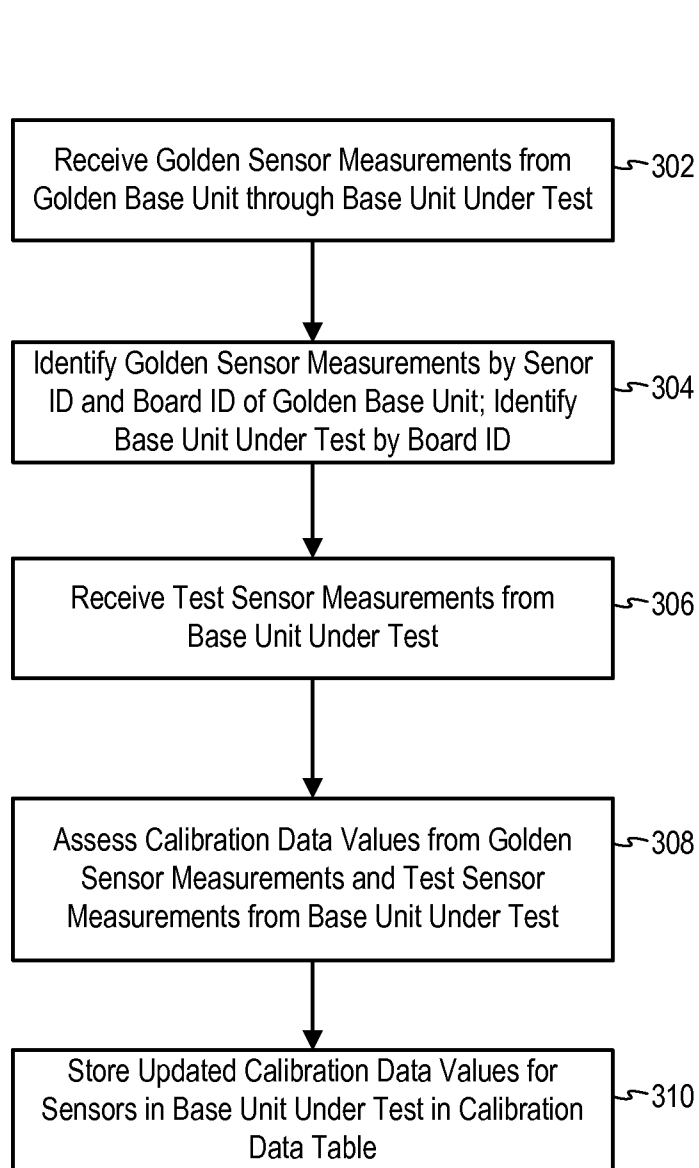 Receive Golden Sensor Measurements from
Golden Base Unit through Base Unit Under Test
302
Identify Golden Sensor Measurements by Senor
ID and Board ID of Golden Base Unit; Identify
Base Unit Under Test by Board ID
304
Receive Test Sensor Measurements from
Base Unit Under Test
306
Assess Calibration Data Values from Golden
Sensor Measurements and Test Sensor
Measurements from Base Unit Under Test
308
Store Updated Calibration Data Values for
Sensors in Base Unit Under Test in Calibration
Data Table
310